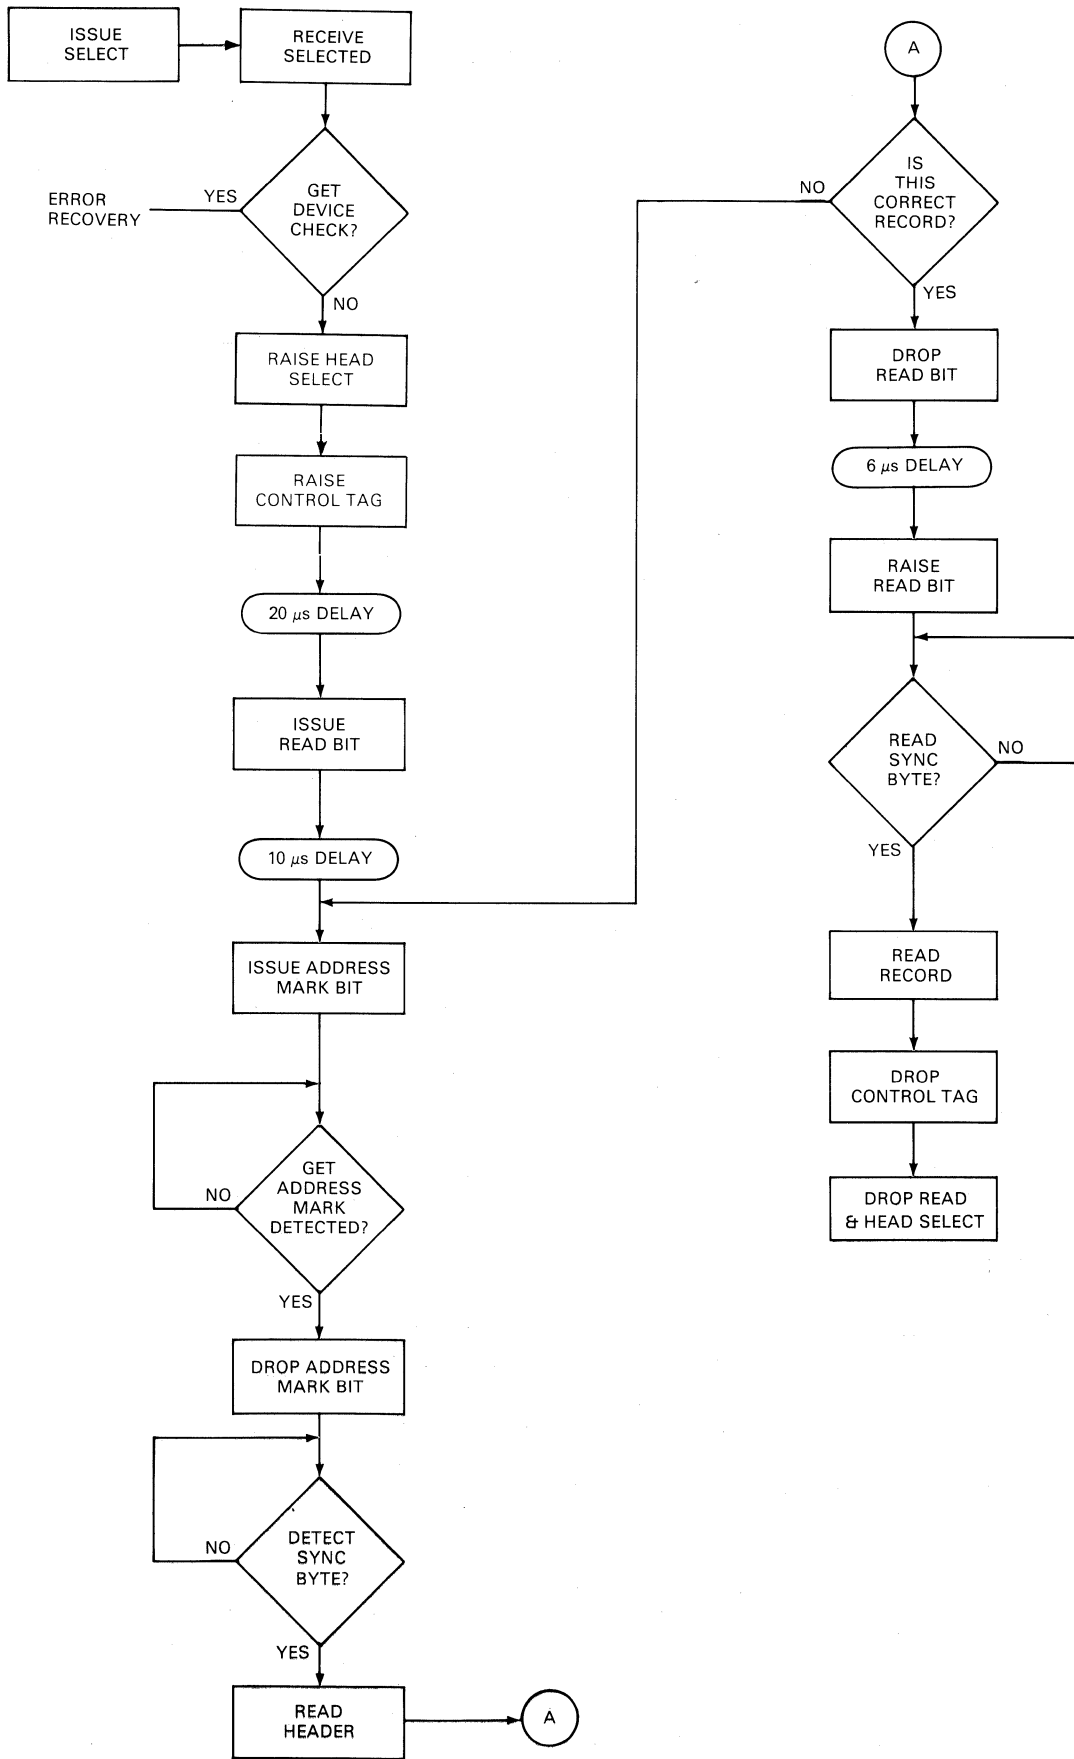 ISSUE
SELECT
RECEIVE
SELECTED
GET
DEVICE
CHECK?
YES
ERROR
RECOVERY
NO
RAISE HEAD
SELECT
RAISE
CONTROL TAG
20 μs DELAY
ISSUE
READ BIT
10 μs DELAY
ISSUE ADDRESS
MARK BIT
GET
ADDRESS
MARK
DETECTED?
NO
YES
DROP ADDRESS
MARK BIT
DETECT
SYNC
BYTE?
NO
YES
READ
HEADER
A
A
IS
THIS
CORRECT
RECORD?
NO
YES
DROP
READ BIT
6 μs DELAY
RAISE
READ BIT
READ
SYNC
BYTE?
NO
YES
READ
RECORD
DROP
CONTROL TAG
DROP READ
& HEAD SELECT